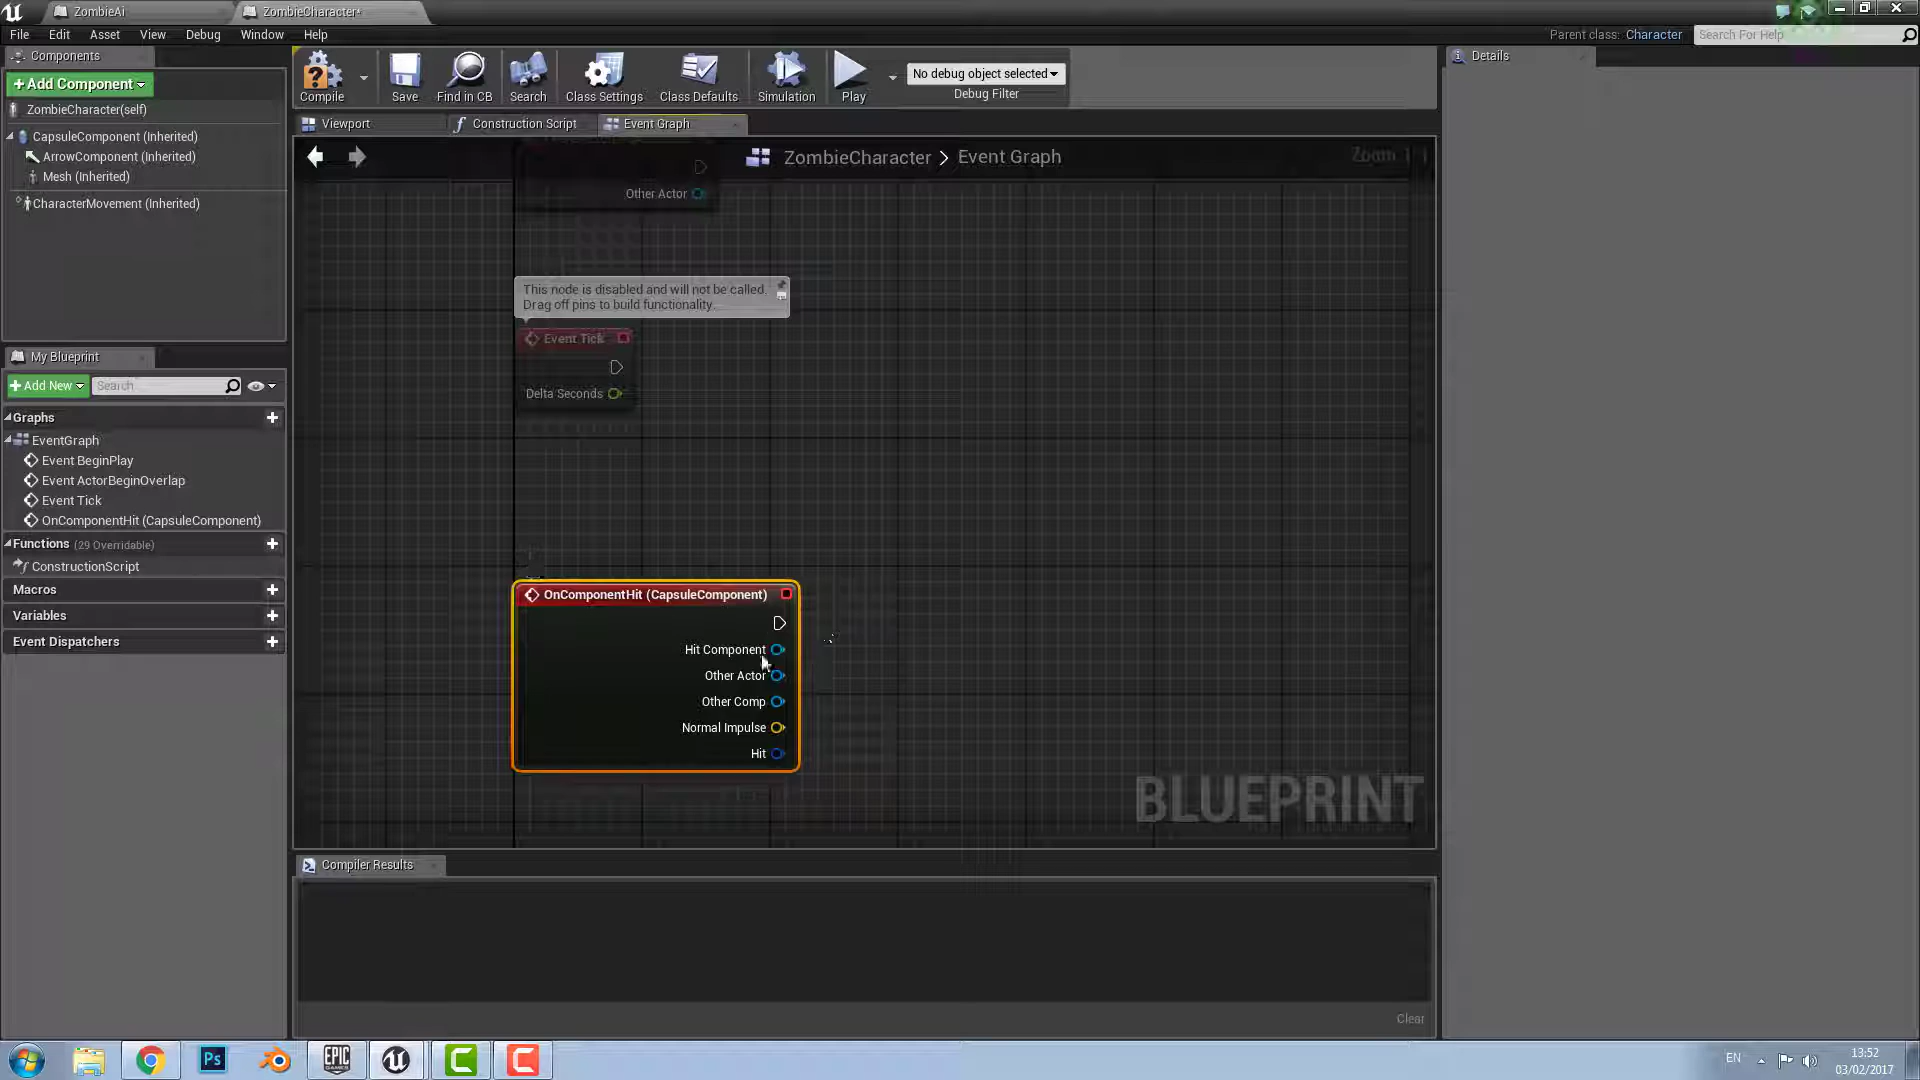 ZombieAi
ZombieCharacter*
File Edit Asset View Debug Window Help
Parent class: Character
Search For Help
Components
+ Add Component
ZombieCharacter(self)
CapsuleComponent (Inherited)
ArrowComponent (Inherited)
Mesh (Inherited)
CharacterMovement (Inherited)
My Blueprint
+ Add New
Search
Graphs
EventGraph
Event BeginPlay
Event ActorBeginOverlap
Event Tick
OnComponentHit (CapsuleComponent)
Functions (29 Overridable)
ConstructionScript
Macros
Variables
Event Dispatchers
Compile
Save
Find in CB
Search
Class Settings
Class Defaults
Simulation
Play
No debug object selected
Debug Filter
Viewport
Construction Script
Event Graph
ZombieCharacter > Event Graph
Zoom
Other Actor
This node is disabled and will not be called.
Drag off pins to build functionality.
Event Tick
Delta Seconds
OnComponentHit (CapsuleComponent)
Hit Component
Other Actor
Other Comp
Normal Impulse
Hit
BLUEPRINT
Compiler Results
Clear
Details
Ps
EPIC
GAMES
EN
13:52
03/02/2017